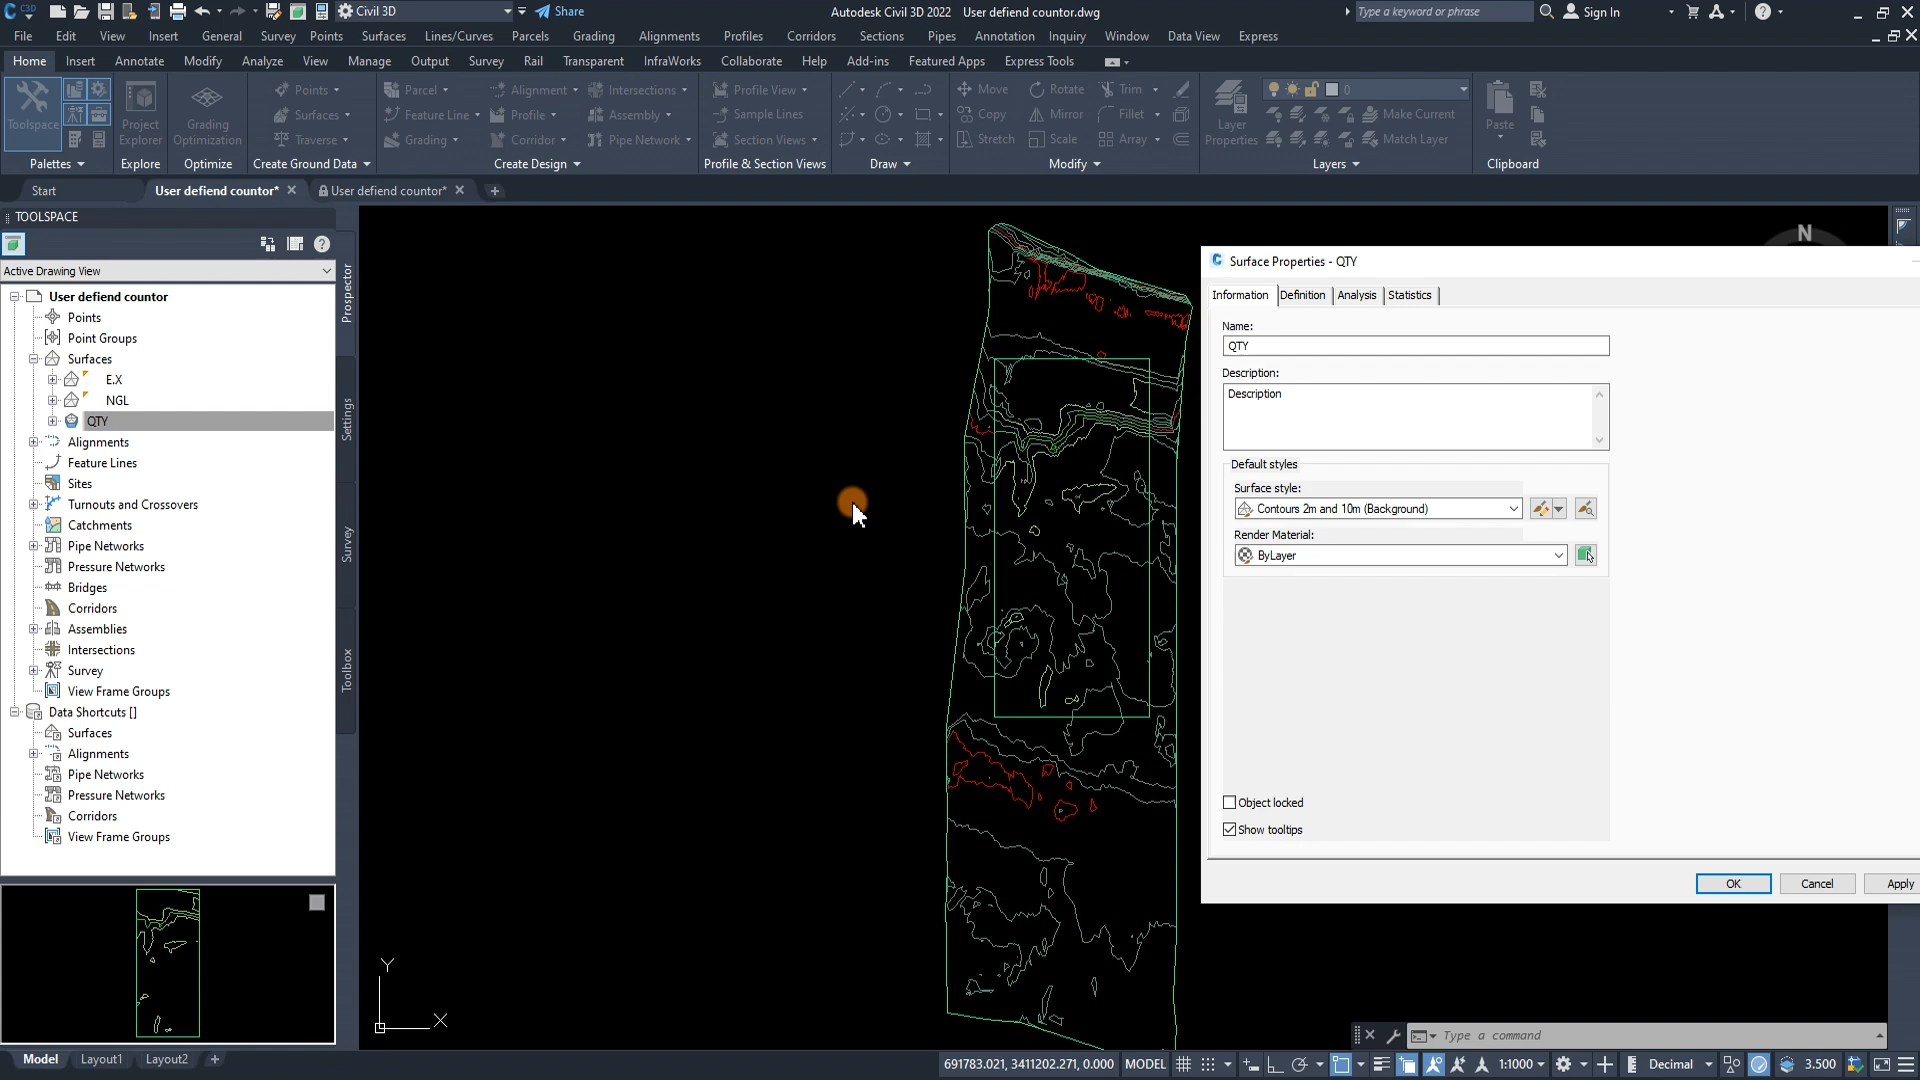 C3D Civil 3D Share Autodesk Civil 3D 2022 User defiend countor.dwg Type a keyword or phrase Sign In
File Edit View Insert General Survey Points Surfaces Lines/Curves Parcels Grading Alignments Profiles Corridors Sections Pipes Annotation Inquiry Window Data View Express
Home Insert Annotate Modify Analyze View Manage Output Survey Rail Transparent InfraWorks Collaborate Help Add-ins Featured Apps Express Tools
Points Parcel Alignment Intersections Profile View Move Rotate Trim 0
Toolspace Project Explorer Grading Optimization Surfaces Feature Line Profile Assembly Sample Lines Copy Mirror Fillet Layer Properties Make Current Paste
Traverse Grading Corridor Pipe Network Section Views Stretch Scale Array Match Layer
Palettes Explore Optimize Create Ground Data Create Design Profile & Section Views Draw Modify Layers Clipboard
Start User defiend countor* User defiend countor*
TOOLSPACE
Active Drawing View
User defiend countor
Points
Point Groups
Surfaces
E.X
NGL
QTY
Alignments
Feature Lines
Sites
Turnouts and Crossovers
Catchments
Pipe Networks
Pressure Networks
Bridges
Corridors
Assemblies
Intersections
Survey
View Frame Groups
Data Shortcuts []
Surfaces
Alignments
Pipe Networks
Pressure Networks
Corridors
View Frame Groups
Prospector
Settings
Survey
Toolbox
N
Surface Properties - QTY
Information Definition Analysis Statistics
Name:
QTY
Description:
Description
Default styles
Surface style:
Contours 2m and 10m (Background)
Render Material:
ByLayer
Object locked
Show tooltips
OK Cancel Apply
Y
X
Type a command
Model Layout1 Layout2
691783.021, 3411202.271, 0.000 MODEL 1:1000 Decimal 3.500